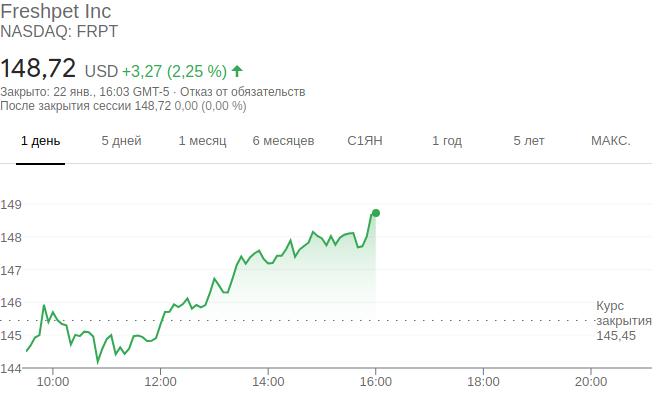 Freshpet Inc
NASDAQ: FRPT
148,72 USD +3,27 (2,25 %)
Закрыто: 22 янв., 16:03 GMT-5 · Отказ от обязательств
После закрытия сессии 148,72 0,00 (0,00 %)
1 день 5 дней 1 месяц 6 месяцев С1ЯН 1 год 5 лет МАКС.
149
148
147
146
145
144
Курс
закрытия
145,45
10:00 12:00 14:00 16:00 18:00 20:00